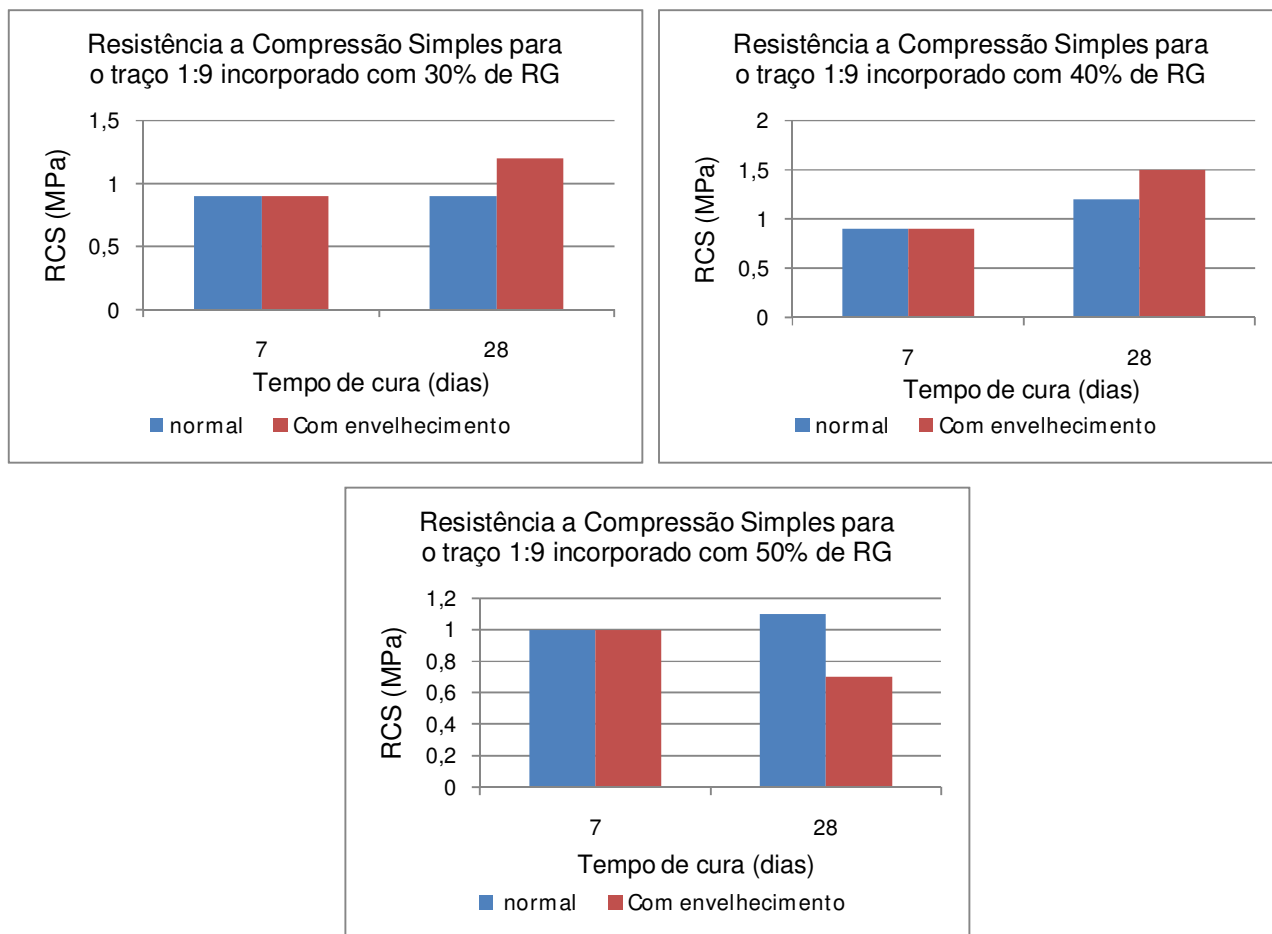 Resistência a Compressão Simples para
o traço 1:9 incorporado com 30% de RG
1,5
1
0,5
0
RCS (MPa)
7 28
Tempo de cura (dias)
normal Com envelhecimento
Resistência a Compressão Simples para
o traço 1:9 incorporado com 40% de RG
2
1,5
1
0,5
0
RCS (MPa)
7 28
Tempo de cura (dias)
normal Com envelhecimento
Resistência a Compressão Simples para
o traço 1:9 incorporado com 50% de RG
1,2
1
0,8
0,6
0,4
0,2
0
RCS (MPa)
7 28
Tempo de cura (dias)
normal Com envelhecimento